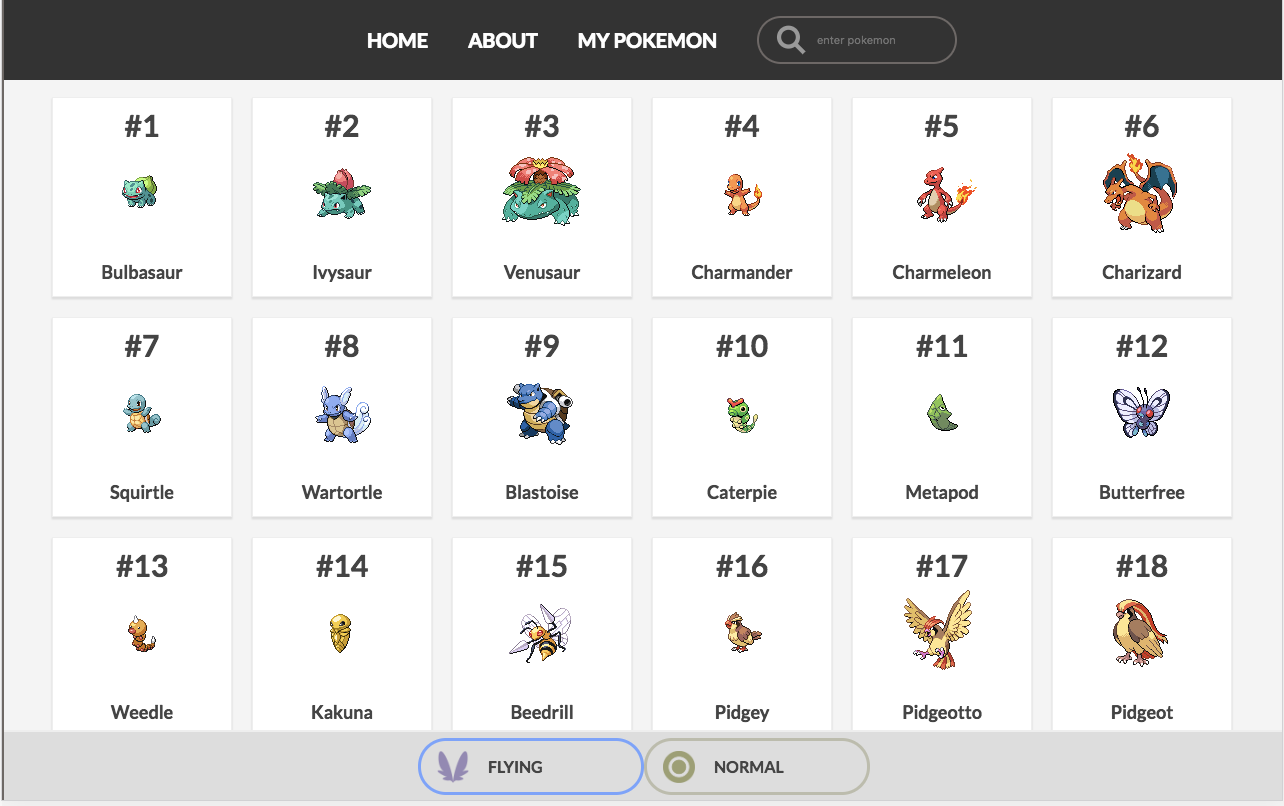 HOME ABOUT MY POKEMON enter pokemon
#1 #2 #3 #4 #5 #6
Bulbasaur Ivysaur Venusaur Charmander Charmeleon Charizard
#7 #8 #9 #10 #11 #12
Squirtle Wartortle Blastoise Caterpie Metapod Butterfree
#13 #14 #15 #16 #17 #18
Weedle Kakuna Beedrill Pidgey Pidgeotto Pidgeot
FLYING NORMAL